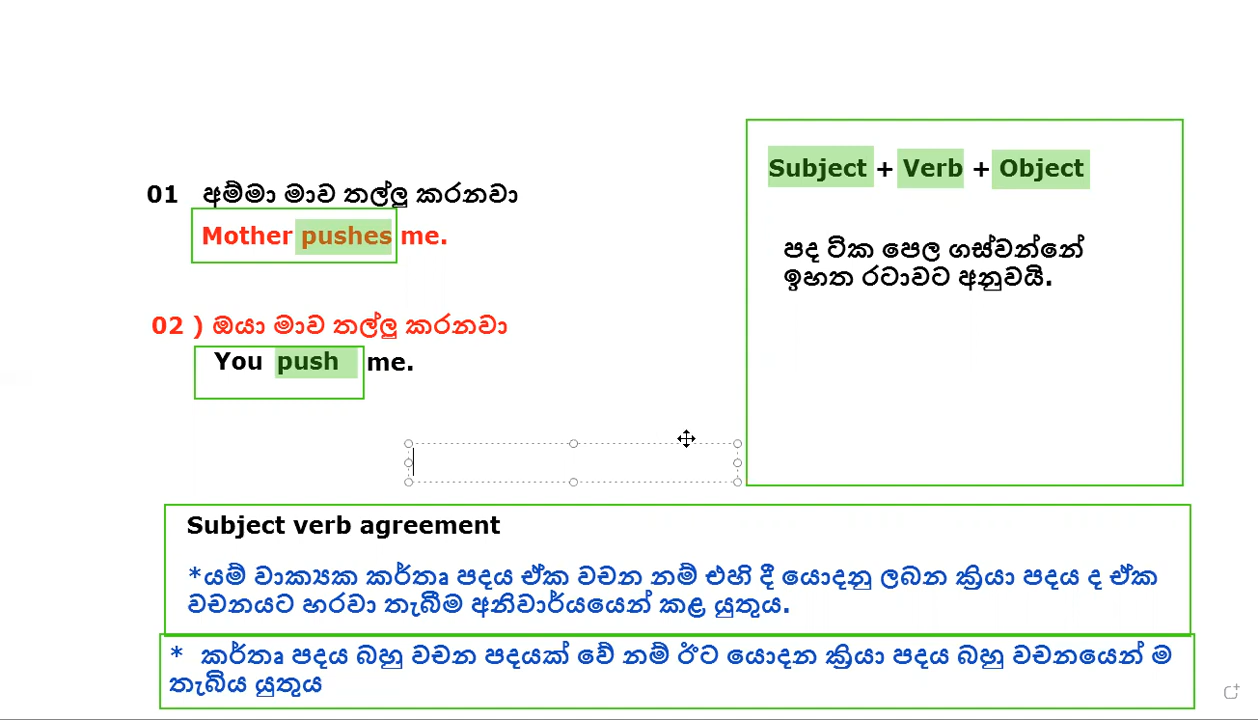 01 අම්මා මාව තල්ලු කරනවා
Mother pushes me.
02 ) ඔයා මාව තල්ලු කරනවා
You push me.
Subject + Verb + Object
පද ටික පෙල ගස්වන්නේ
ඉහත රටාවට අනුවයි.
Subject verb agreement
*යම් වාක්‍යක කර්තෘ පදය ඒක වචන නම් එහි දී යොදනු ලබන ක්‍රියා පදය ද ඒක
වචනයට හරවා තැබීම අනිවාර්යයෙන් කළ යුතුය.
* කර්තෘ පදය බහු වචන පදයක් වේ නම් ඊට යොදන ක්‍රියා පදය බහු වචනයෙන් ම
තැබිය යුතුය